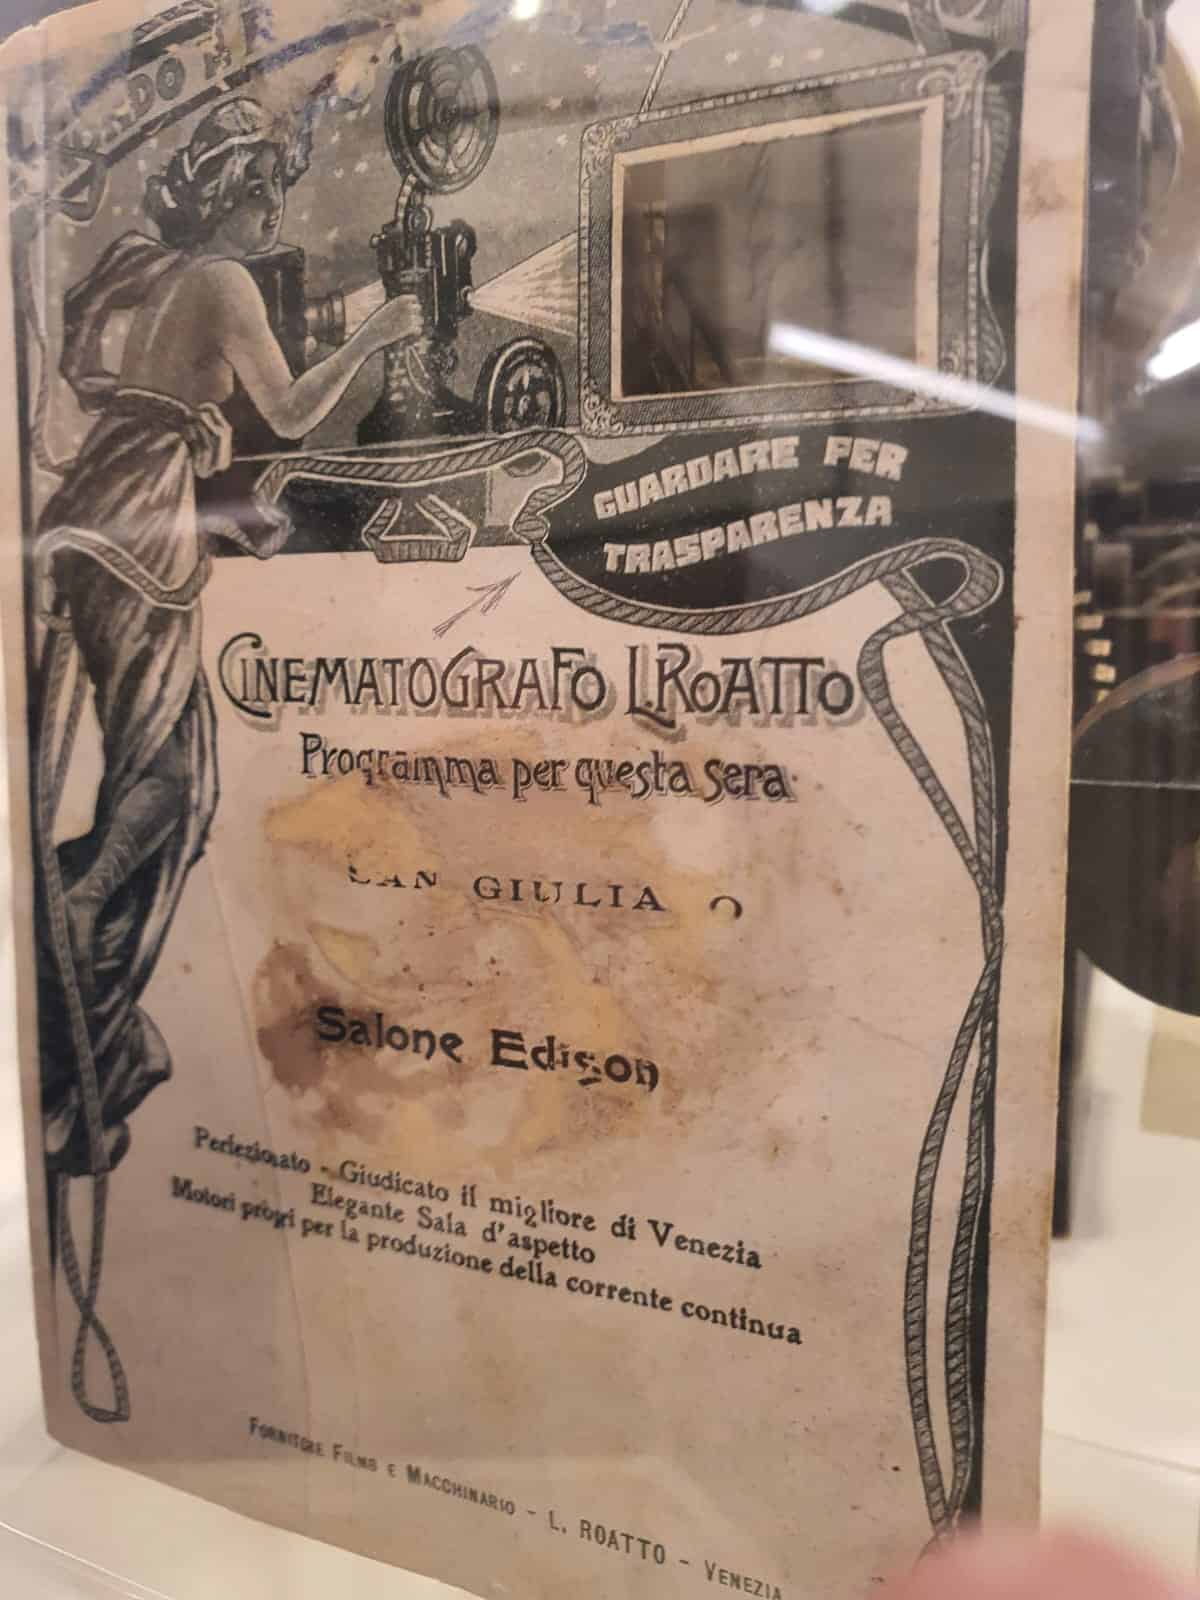 GUARDARE PER
TRASPARENZA
CINEMATOGRAFO L. ROATTO
Programma per questa sera
GIULIA O
Salone Edison
Perfezionato - Giudicato il migliore di Venezia
Elegante Sala d'aspetto
Motori propri per la produzione della corrente continua
FORNITORE FILMS E MACCHINARIO - L. ROATTO - VENEZIA